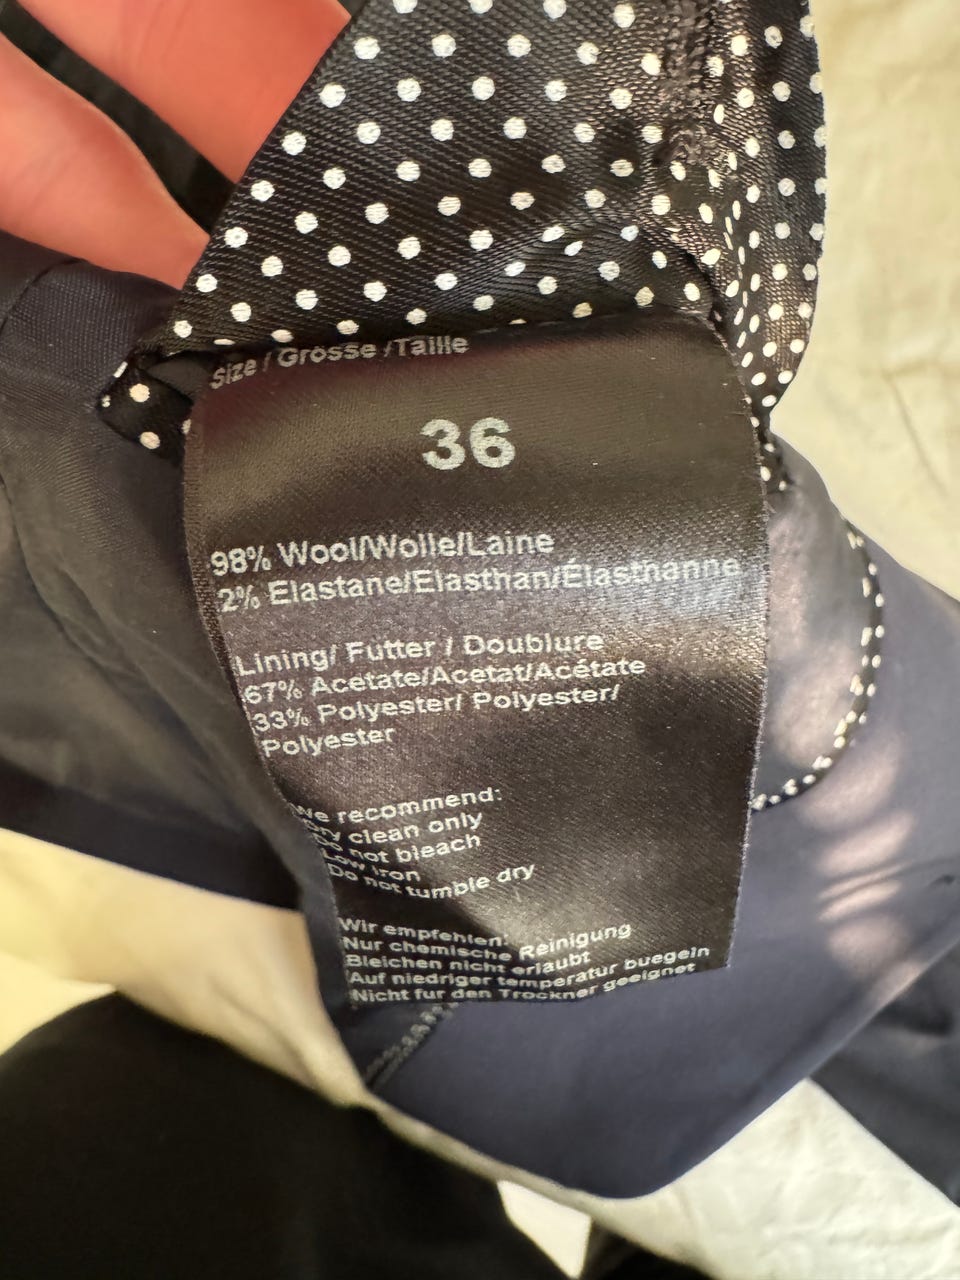 Size / Grosse /Taille
36
98% Wool/Wolle/Laine
2% Elastane/Elasthan/Élasthanne
Lining/ Futter / Doublure
67% Acetate/Acetat/Acétate
33% Polyester/ Polyester/
Polyester
We recommend:
Dry clean only
Do not bleach
Low iron
Do not tumble dry
Wir empfehlen:
Nur chemische Reinigung
Bleichen nicht erlaubt
Auf niedriger temperatur buegeln
Nicht fur den Trockner geeignet